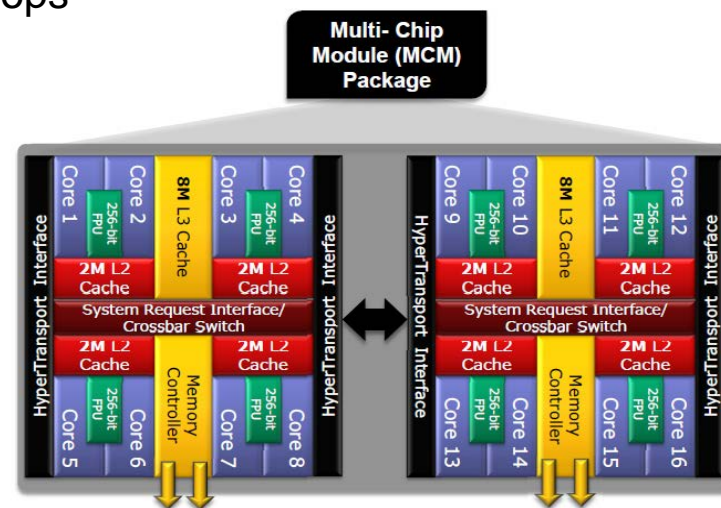 ops
Multi- Chip
Module (MCM)
Package
HyperTransport Interface
Core 1
256-bit
FPU
Core 2
8M L3 Cache
Core 3
256-bit
FPU
Core 4
2M L2
Cache
2M L2
Cache
System Request Interface/
Crossbar Switch
2M L2
Cache
2M L2
Cache
Core 5
256-bit
FPU
Core 6
Memory
Controller
Core 7
256-bit
FPU
Core 8
HyperTransport Interface
HyperTransport Interface
Core 9
256-bit
FPU
Core 10
8M L3 Cache
Core 11
256-bit
FPU
Core 12
2M L2
Cache
2M L2
Cache
System Request Interface/
Crossbar Switch
2M L2
Cache
2M L2
Cache
Core 13
256-bit
FPU
Core 14
Memory
Controller
Core 15
256-bit
FPU
Core 16
HyperTransport Interface